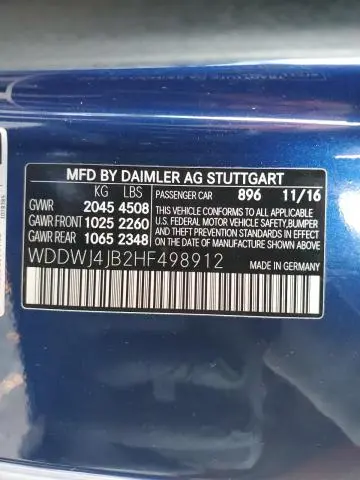 MFD BY DAIMLER AG STUTTGART
KG LBS PASSENGER CAR 896 11/16
GVWR 2045 4508
GAWR FRONT 1025 2260
GAWR REAR 1065 2348
THIS VEHICLE CONFORMS TO ALL APPLICABLE
U.S. FEDERAL MOTOR VEHICLE SAFETY,BUMPER
AND THEFT PREVENTION STANDARDS IN EFFECT
ON THE DATE OF MANUFACTURE SHOWN ABOVE.
WDDWJ4JB2HF498912 MADE IN GERMANY